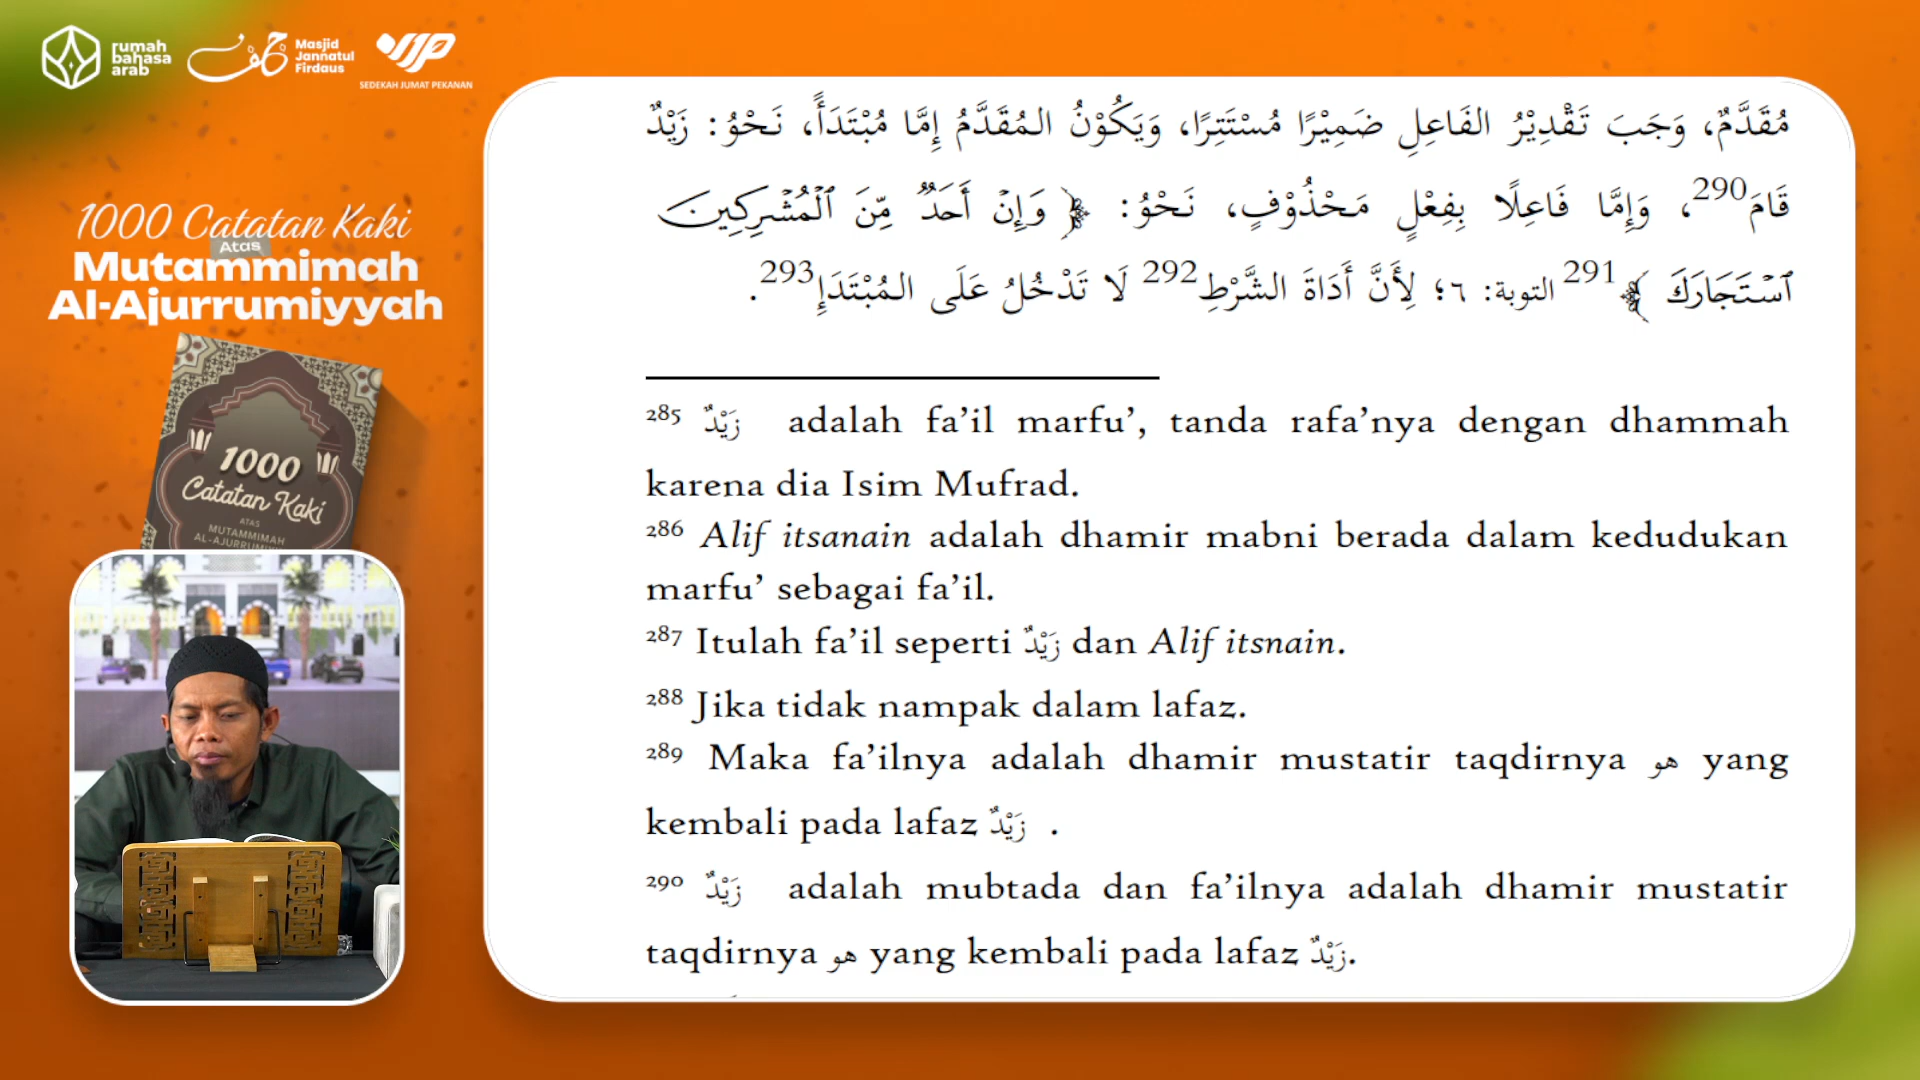 rumah
bahasa
arab
Masjid
Jannatul
Firdaus
SEDEKAH JUMAT PEKANAN
1000 Catatan Kaki
Atas
Mutammimah
Al-Ajurrumiyyah
1000
Catatan Kaki
ATAS
MUTAMMIMAH
مُقَدَّمٌ، وَجَبَ تَقْدِيْرُ الفَاعِلِ ضَمِيْرًا مُسْتَتِرًا، وَيَكُوْنُ المُقَدَّمُ إِمَّا مُبْتَدَأً، نَحْوُ: زَيْدٌ
قَامَ290، وَإِمَّا فَاعِلًا بِفِعْلٍ مَحْذُوْفٍ، نَحْوُ: ﴿ وَإِنۡ أَحَدٌ مِّنَ ٱلۡمُشۡرِكِينَ
ٱسۡتَجَارَكَ ﴾291 التوبة: ٦؛ لِأَنَّ أَدَاةَ الشَّرْطِ292 لَا تَدْخُلُ عَلَى المُبْتَدَإِ293.
285 زَيْدٌ adalah fa’il marfu’, tanda rafa’nya dengan dhammah
karena dia Isim Mufrad.
286 Alif itsanain adalah dhamir mabni berada dalam kedudukan
marfu’ sebagai fa’il.
287 Itulah fa’il seperti زَيْدٌ dan Alif itsnain.
288 Jika tidak nampak dalam lafaz.
289 Maka fa’ilnya adalah dhamir mustatir taqdirnya هو yang
kembali pada lafaz زَيْدٌ .
290 زَيْدٌ adalah mubtada dan fa’ilnya adalah dhamir mustatir
taqdirnya هو yang kembali pada lafaz زَيْدٌ.